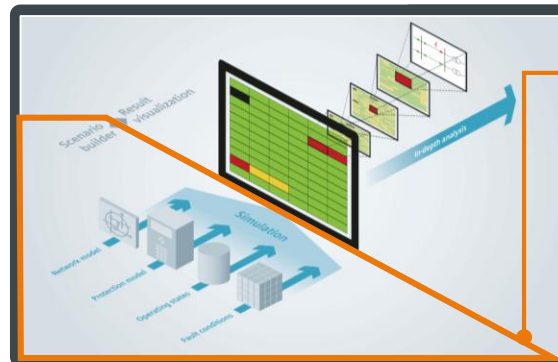 Scenario
builder
Result
visualization
In-depth analysis
Simulation
Network model
Protection model
Operating states
Fault conditions